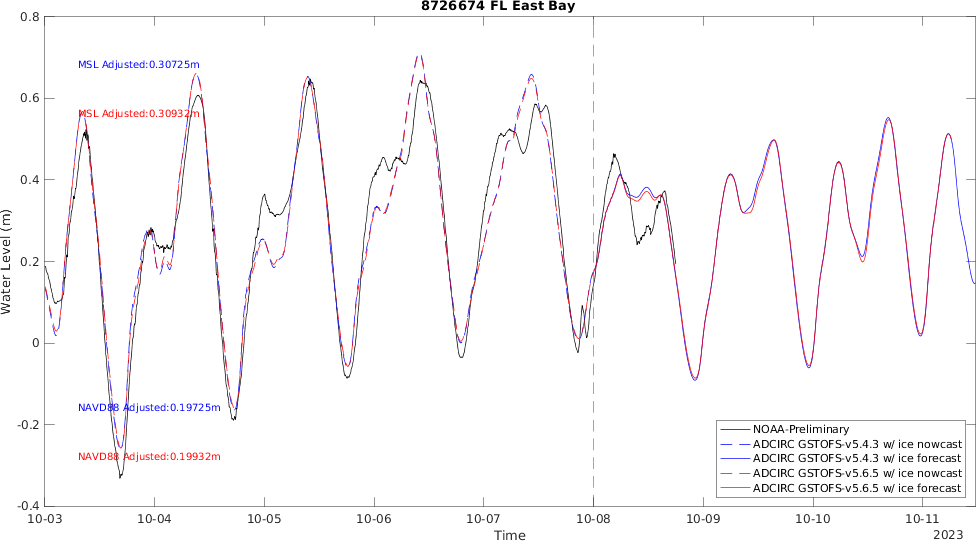 8726674 FL East Bay
0.8
MSL Adjusted:0.30725m
0.6
MSL Adjusted:0.30932m
0.4
Water Level (m)
0.2
0
NAVD88 Adjusted:0.19725m
-0.2
NAVD88 Adjusted:0.19932m
-0.4
NOAA-Preliminary
ADCIRC GSTOFS-v5.4.3 w/ ice nowcast
ADCIRC GSTOFS-v5.4.3 w/ ice forecast
ADCIRC GSTOFS-v5.6.5 w/ ice nowcast
ADCIRC GSTOFS-v5.6.5 w/ ice forecast
10-03 10-04 10-05 10-06 10-07 10-08 10-09 10-10 10-11
Time
2023